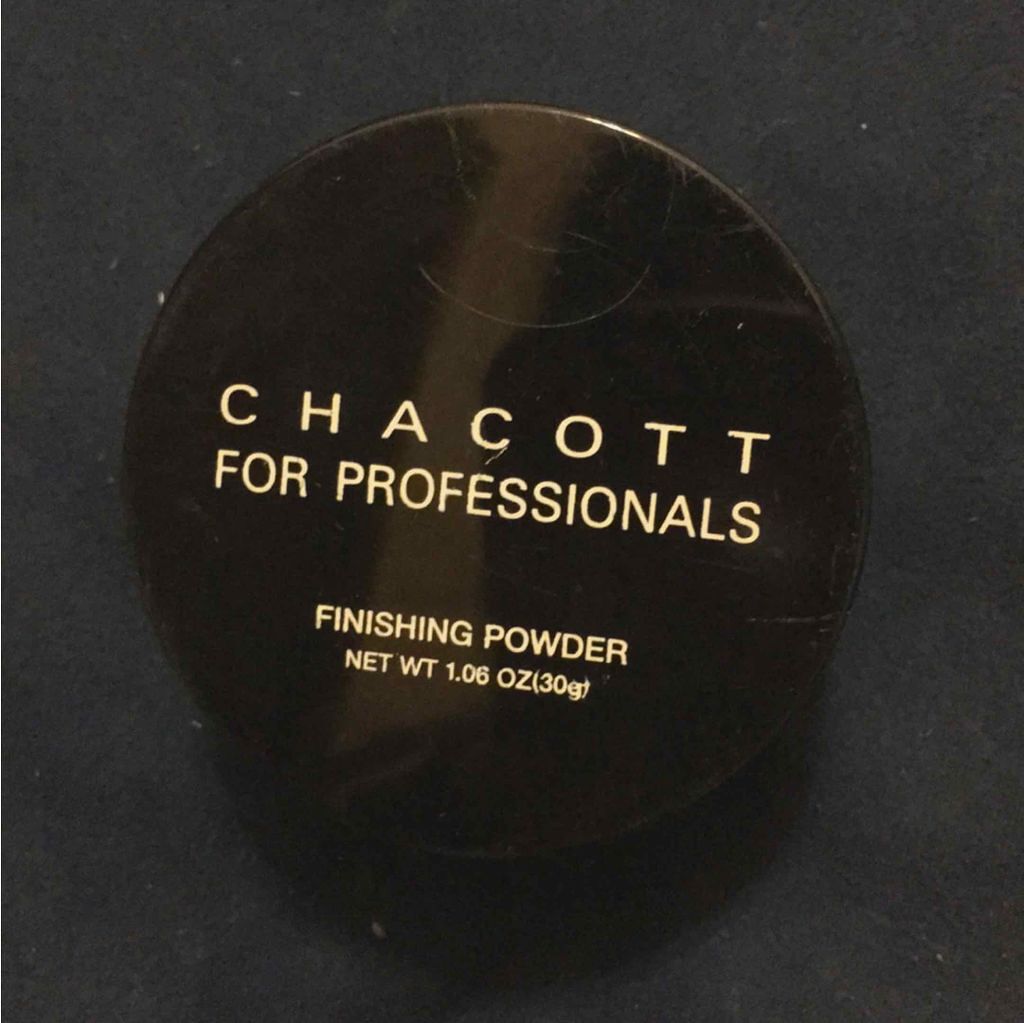 CHACOTT
FOR PROFESSIONALS
FINISHING POWDER
NET WT 1.06 OZ(30g)